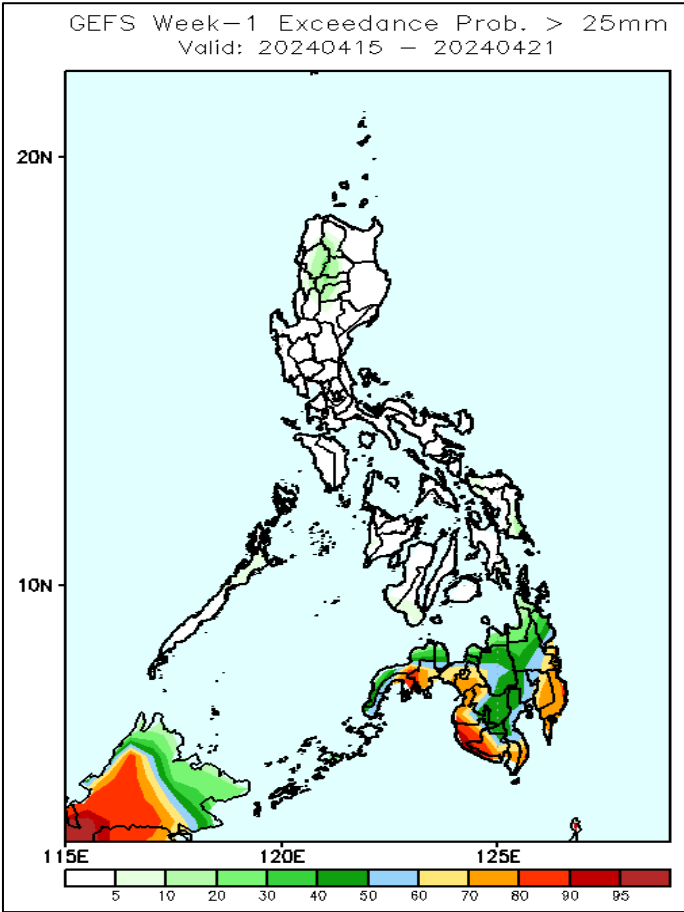 GEFS Week-1 Exceedance Prob. > 25mm
Valid: 20240415 - 20240421
20N
10N
115E 120E 125E
5 10 20 30 40 50 60 70 80 90 95